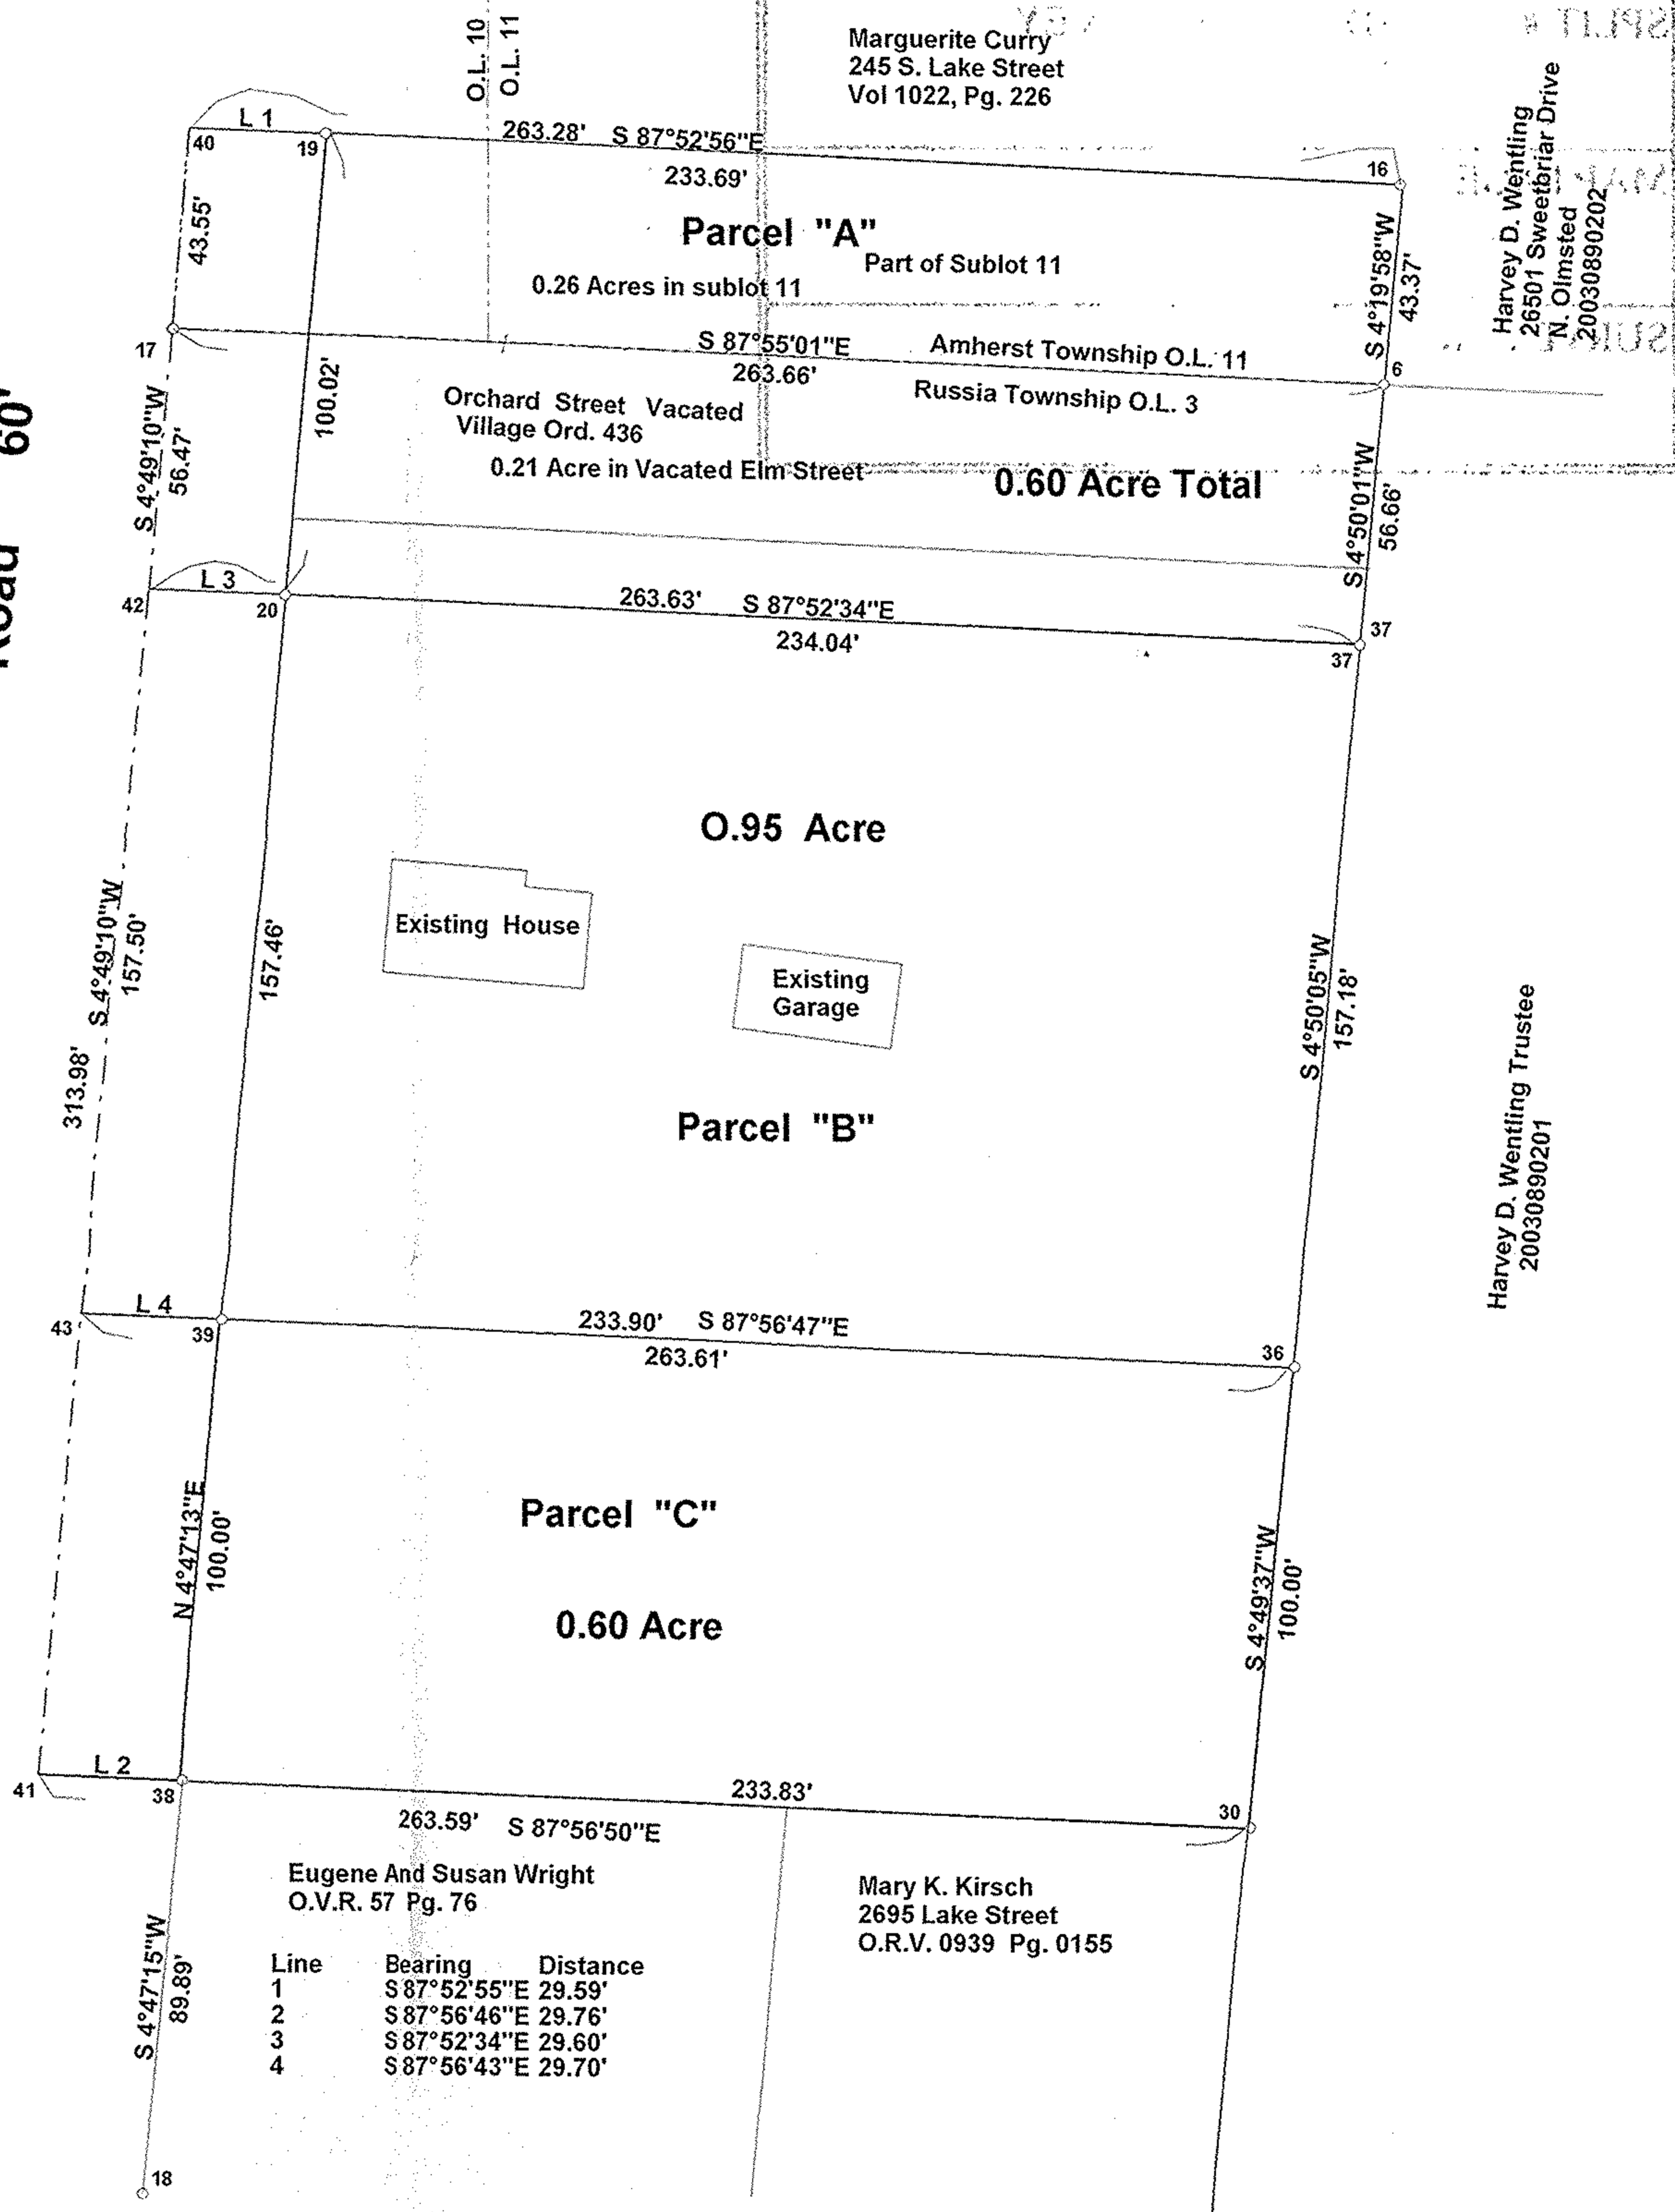 O.L. 10
O.L. 11
Marguerite Curry
245 S. Lake Street
Vol 1022, Pg. 226
SPLIT #
Harvey D. Wentling
26501 Sweetbriar Drive
N. Olmsted
20030890202
L 1
40
19
263.28' S 87°52'56"E
233.69'
16
43.55'
Parcel "A"
Part of Sublot 11
0.26 Acres in sublot 11
S 4°19'58"W
43.37'
17
S 87°55'01"E
263.66'
Amherst Township O.L. 11
Russia Township O.L. 3
6
Road 60'
S 4°49'10"W
56.47'
100.02'
Orchard Street Vacated
Village Ord. 436
0.21 Acre in Vacated Elm Street
0.60 Acre Total
S 4°50'01"W
56.66'
L 3
42
20
263.63' S 87°52'34"E
234.04'
37
37
O.95 Acre
Existing House
Existing
Garage
S 4°49'10"W
157.50'
313.98'
157.46'
S 4°50'05"W
157.18'
Parcel "B"
Harvey D. Wentling Trustee
20030890201
L 4
43
39
233.90' S 87°56'47"E
263.61'
36
Parcel "C"
0.60 Acre
N 4°47'13"E
100.00'
S 4°49'37"W
100.00'
L 2
41
38
233.83'
263.59' S 87°56'50"E
30
Eugene And Susan Wright
O.V.R. 57 Pg. 76
Mary K. Kirsch
2695 Lake Street
O.R.V. 0939 Pg. 0155
S 4°47'15"W
89.89'
Line Bearing Distance
1 S 87°52'55"E 29.59'
2 S 87°56'46"E 29.76'
3 S 87°52'34"E 29.60'
4 S 87°56'43"E 29.70'
18